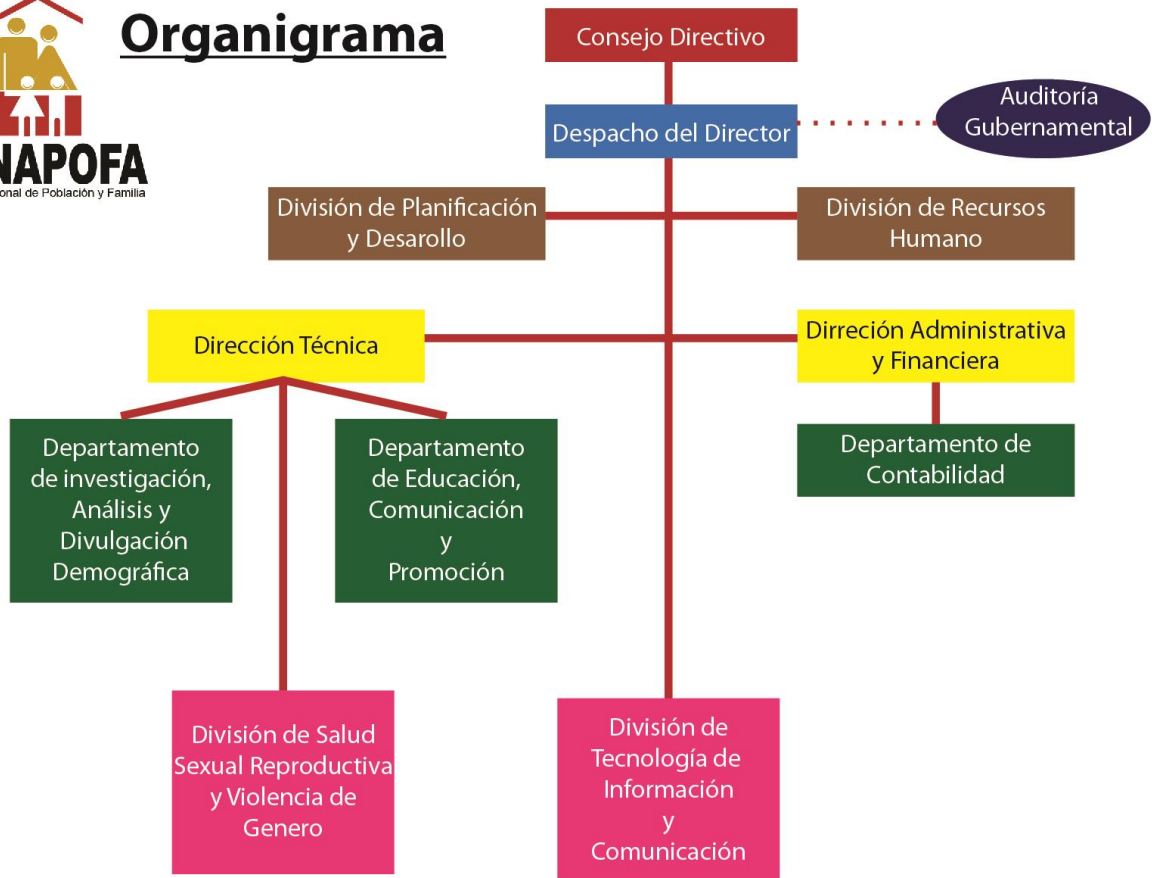 Organigrama
NAPOFA
onal de Población y Familia
Consejo Directivo
Despacho del Director
Auditoría
Gubernamental
División de Planificación
y Desarollo
División de Recursos
Humano
Dirección Técnica
Dirreción Administrativa
y Financiera
Departamento
de investigación,
Análisis y
Divulgación
Demográfica
Departamento
de Educación,
Comunicación
y
Promoción
Departamento de
Contabilidad
División de Salud
Sexual Reproductiva
y Violencia de
Genero
División de
Tecnología de
Información
y
Comunicación